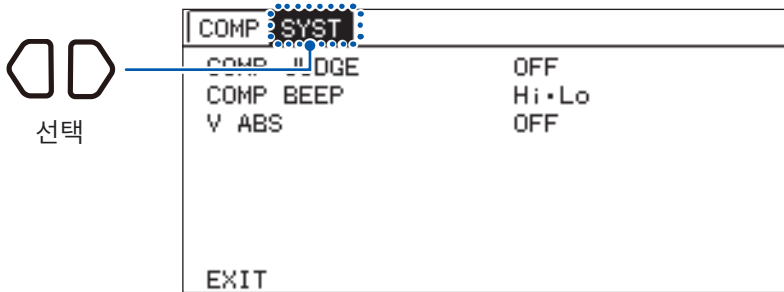 COMP SYST
COMP JUDGE OFF
COMP BEEP Hi・Lo
V ABS OFF
선택
EXIT